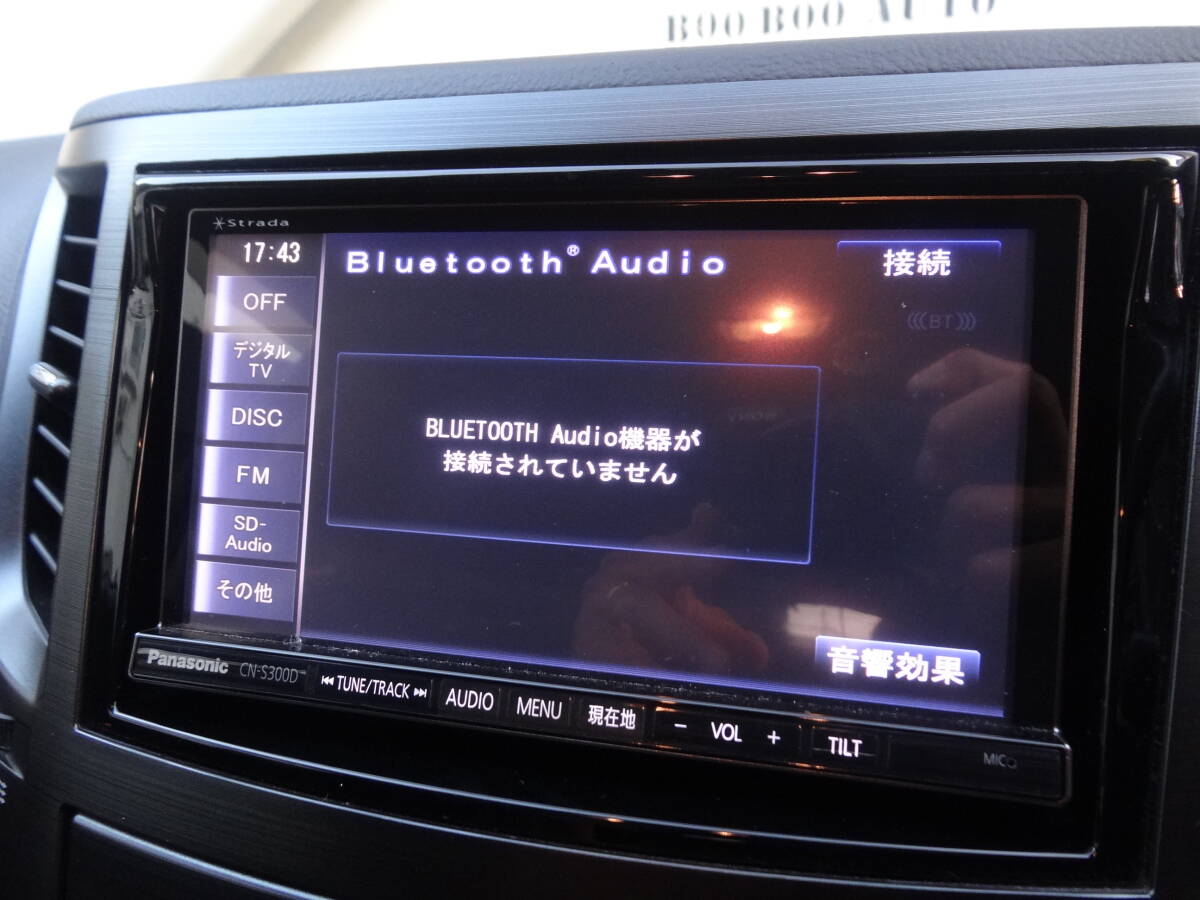 BOO BOO AUTO
Strada
17:43
Bluetooth® Audio
接続
OFF
BT
デジタル
TV
DISC
BLUETOOTH Audio機器が
接続されていません
FM
SD-
Audio
その他
音響効果
Panasonic CN-S300D
TUNE/TRACK
AUDIO
MENU
現在地
− VOL +
TILT
MIC